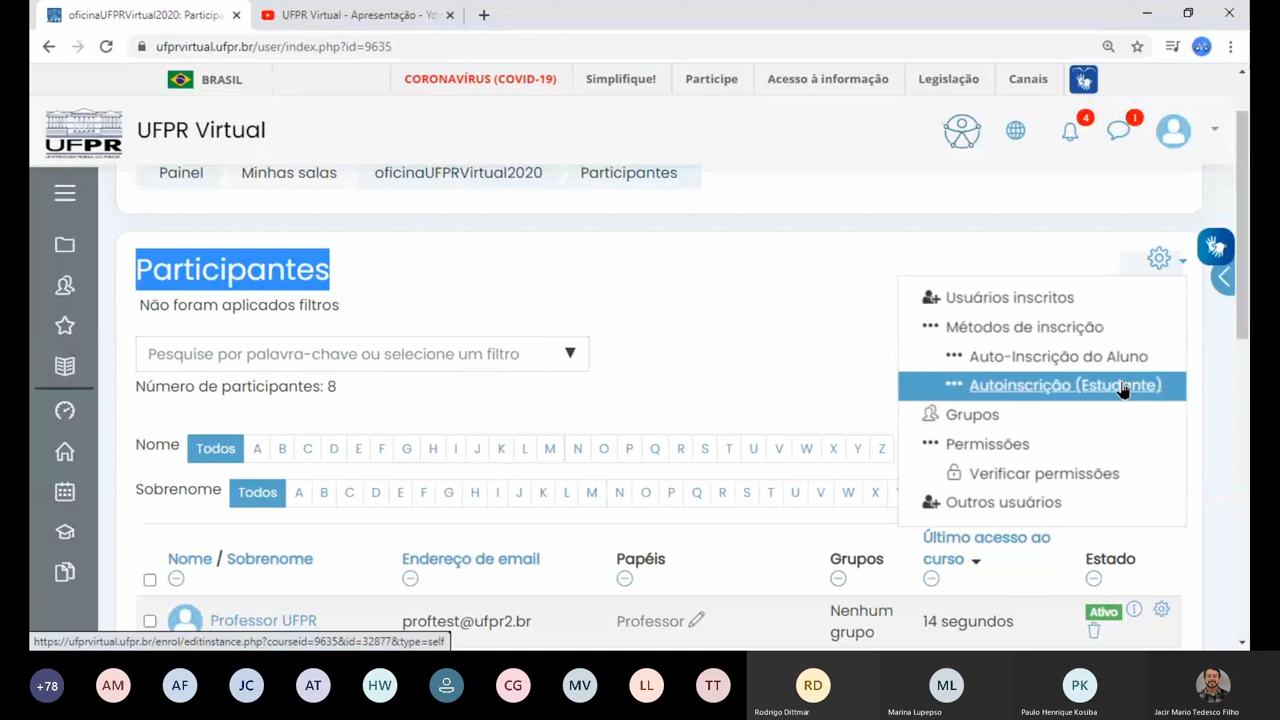 oficinaUFPRVirtual2020: Participa
UFPR Virtual - Apresentação - Yo
ufprvirtual.ufpr.br/user/index.php?id=9635
BRASIL
CORONAVÍRUS (COVID-19)
Simplifique!
Participe
Acesso à informação
Legislação
Canais
UFPR
UFPR Virtual
4
1
Painel
Minhas salas
oficinaUFPRVirtual2020
Participantes
Participantes
Não foram aplicados filtros
Pesquise por palavra-chave ou selecione um filtro
Número de participantes: 8
Usuários inscritos
Métodos de inscrição
Auto-Inscrição do Aluno
Autoinscrição (Estudante)
Grupos
Permissões
Verificar permissões
Outros usuários
Nome Todos A B C D E F G H I J K L M N O P Q R S T U V W X Y Z
Sobrenome Todos A B C D E F G H I J K L M N O P Q R S T U V W X
Nome / Sobrenome
Endereço de email
Papéis
Grupos
Último acesso ao
curso
Estado
Professor UFPR
proftest@ufpr2.br
Professor
Nenhum
grupo
14 segundos
Ativo
https://ufprvirtual.ufpr.br/enrol/editinstance.php?courseid=9635&id=32877&type=self
+78
AM
AF
JC
AT
HW
CG
MV
LL
TT
RD
ML
PK
Rodrigo Dittmar
Marina Lupepso
Paulo Henrique Kosiba
Jacir Mario Tedesco Filho